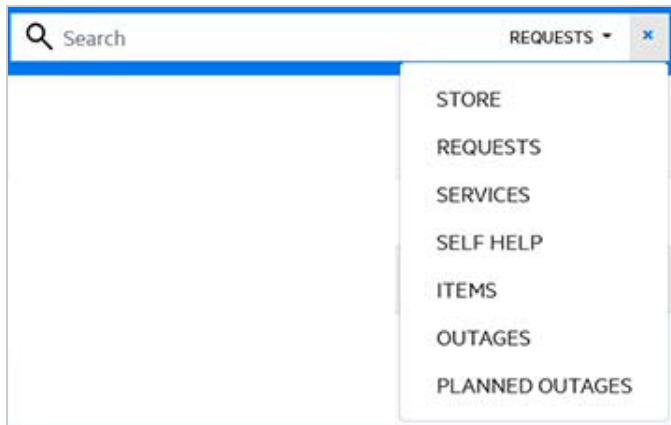 Search REQUESTS
STORE
REQUESTS
SERVICES
SELF HELP
ITEMS
OUTAGES
PLANNED OUTAGES